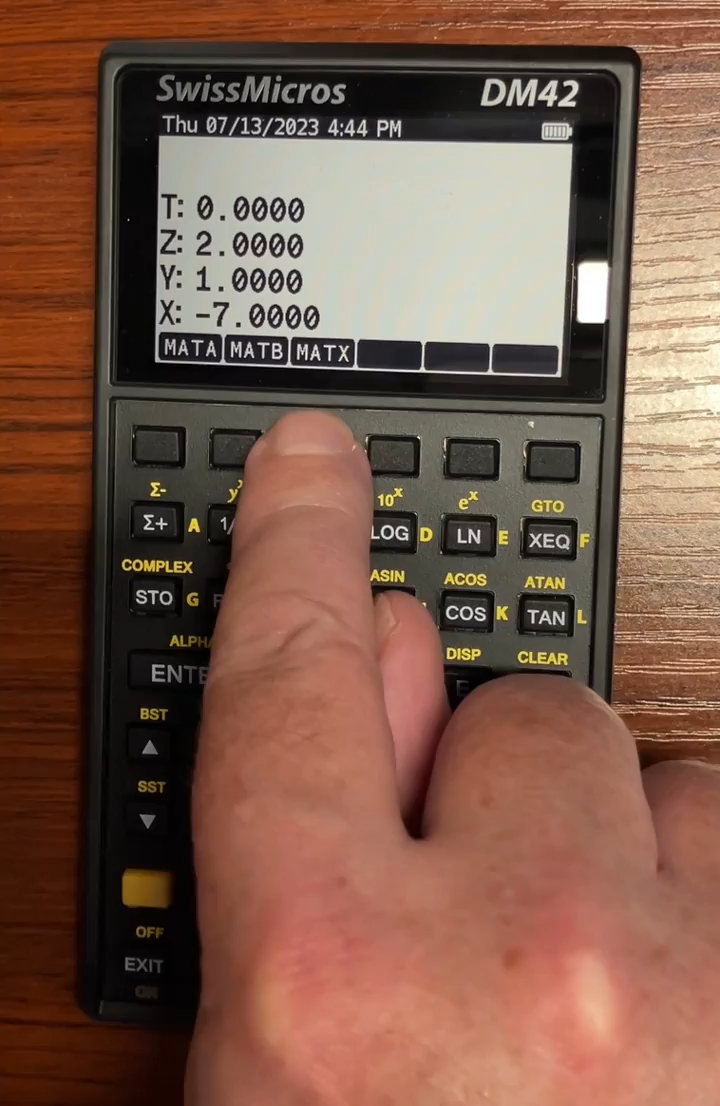 SwissMicros DM42
Thu 07/13/2023 4:44 PM
T: 0.0000
Z: 2.0000
Y: 1.0000
X: -7.0000
MATA MATB MATX
Σ- 10ˣ eˣ GTO
Σ+ A LOG D LN E XEQ F
COMPLEX ASIN ACOS ATAN
STO G COS K TAN L
DISP CLEAR
E
BST
▲
SST
▼
OFF
EXIT